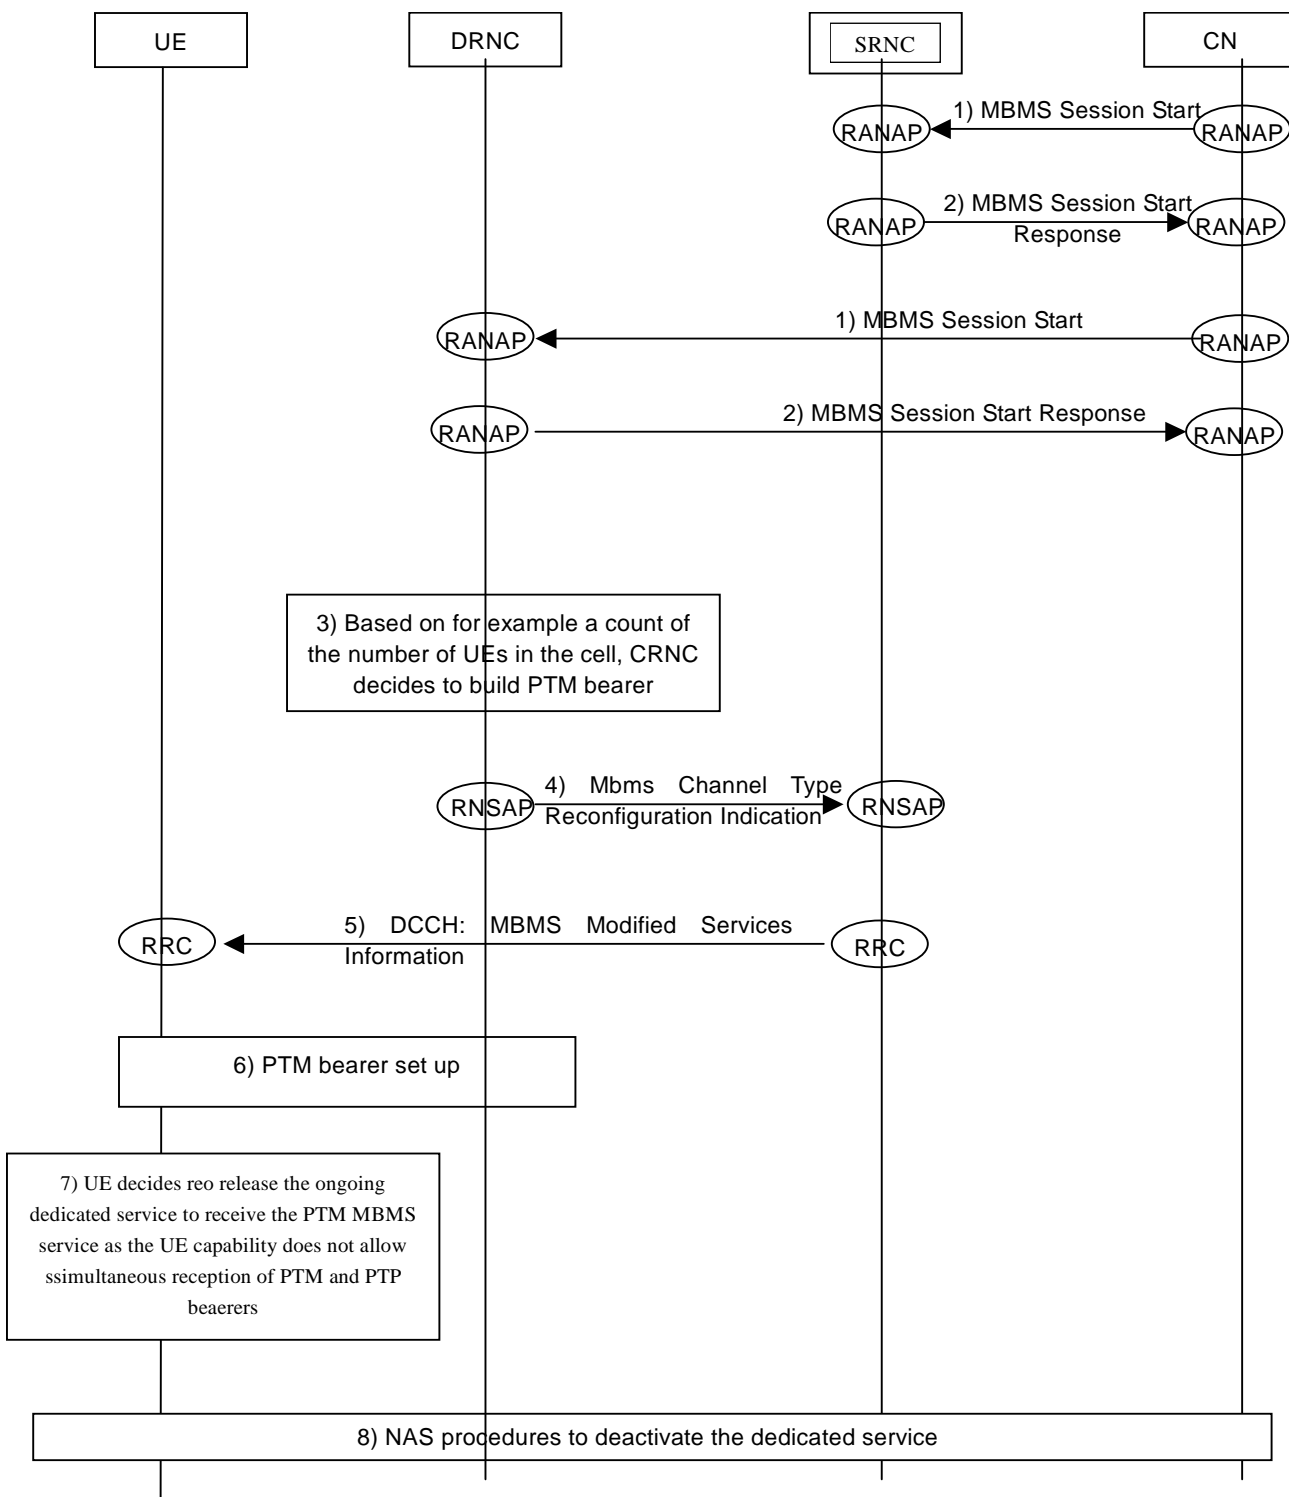 UE
DRNC
SRNC
CN
1) MBMS Session Start
RANAP
RANAP
2) MBMS Session Start
Response
RANAP
RANAP
1) MBMS Session Start
RANAP
RANAP
2) MBMS Session Start Response
RANAP
RANAP
3) Based on for example a count of
the number of UEs in the cell, CRNC
decides to build PTM bearer
4) Mbms Channel Type
Reconfiguration Indication
RNSAP
RNSAP
5) DCCH: MBMS Modified Services
Information
RRC
RRC
6) PTM bearer set up
7) UE decides reo release the ongoing
dedicated service to receive the PTM MBMS
service as the UE capability does not allow
ssimultaneous reception of PTM and PTP
beaerers
8) NAS procedures to deactivate the dedicated service